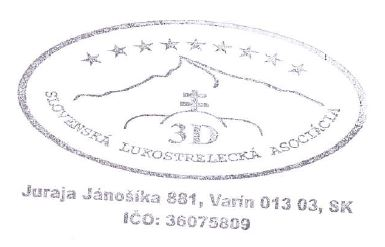 3D
SLOVENSKÁ LUKOSTRELECKÁ ASOCIÁCIA
Juraja Jánošíka 881, Varín 013 03, SK
IČO: 36075809